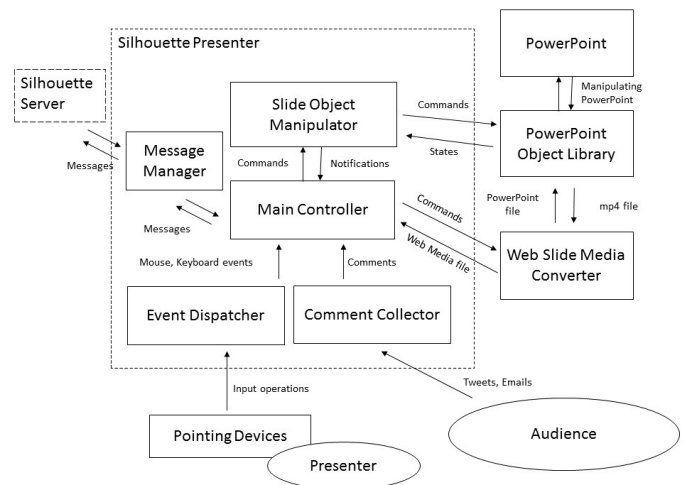 Silhouette Presenter
PowerPoint
Silhouette
Server
Manipulating
PowerPoint
Slide Object
Manipulator
Commands
PowerPoint
Object Library
States
Message
Manager
Messages
Commands
Notifications
Main Controller
Messages
PowerPoint
file
mp4 file
Commands
Web Media file
Web Slide Media
Converter
Mouse, Keyboard events
Comments
Event Dispatcher
Comment Collector
Input operations
Tweets, Emails
Pointing Devices
Audience
Presenter